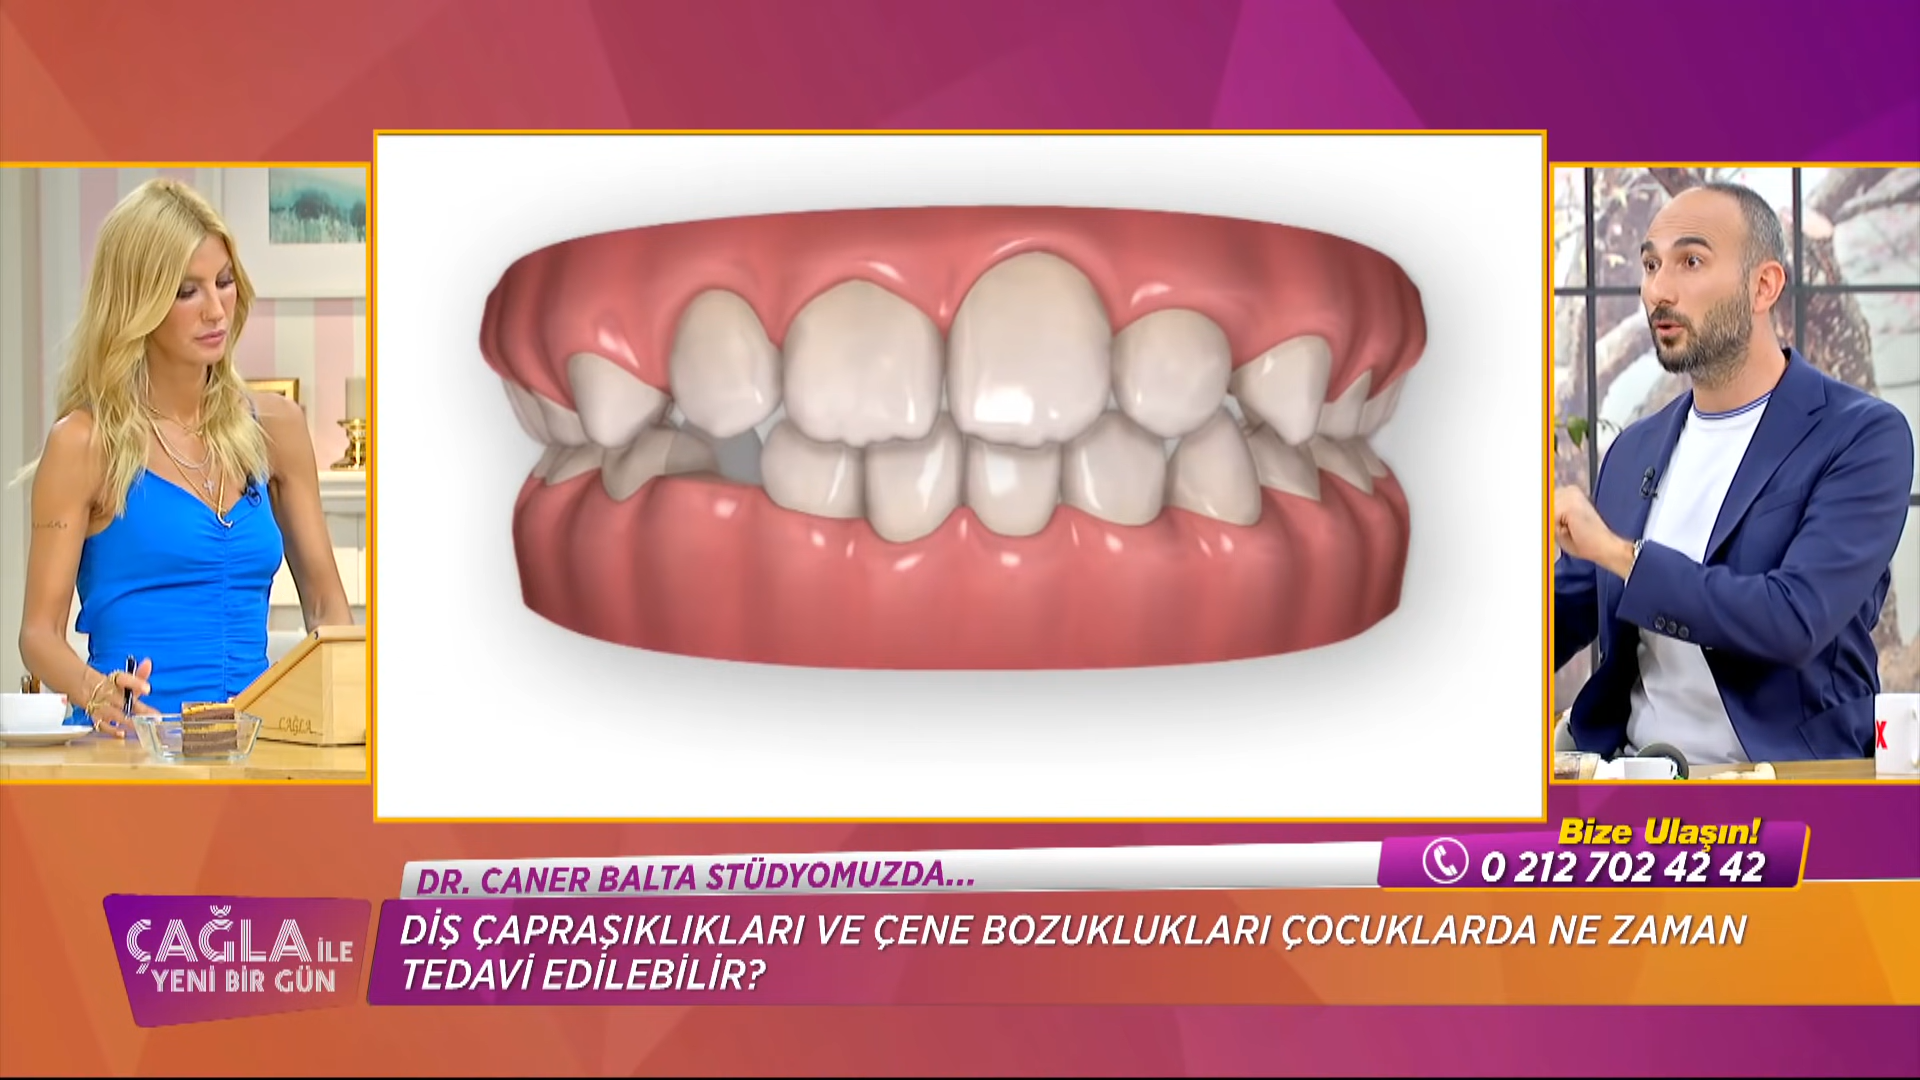 Bize Ulaşın!
0 212 702 42 42
DR. CANER BALTA STÜDYOMUZDA...
ÇAĞLA İLE
YENİ BİR GÜN
DİŞ ÇAPRAŞIKLIKLARI VE ÇENE BOZUKLUKLARI ÇOCUKLARDA NE ZAMAN
TEDAVİ EDİLEBİLİR?
ÇAĞLA
X